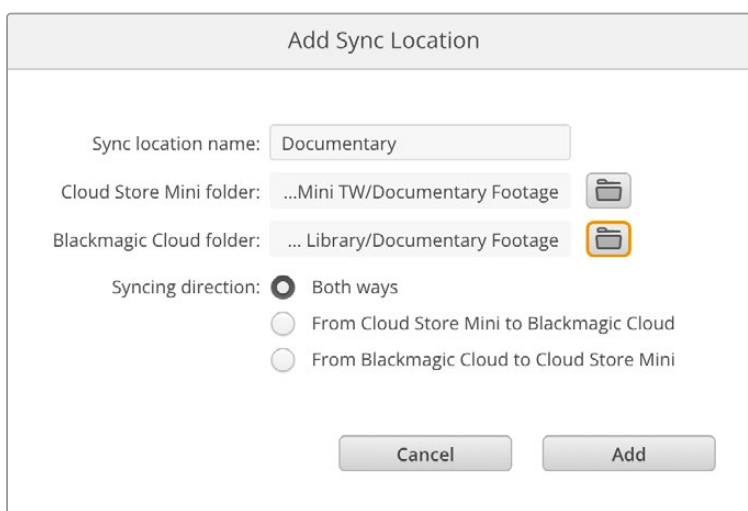 Add Sync Location
Sync location name: Documentary
Cloud Store Mini folder: ...Mini TW/Documentary Footage
Blackmagic Cloud folder: ... Library/Documentary Footage
Syncing direction: Both ways
From Cloud Store Mini to Blackmagic Cloud
From Blackmagic Cloud to Cloud Store Mini
Cancel Add